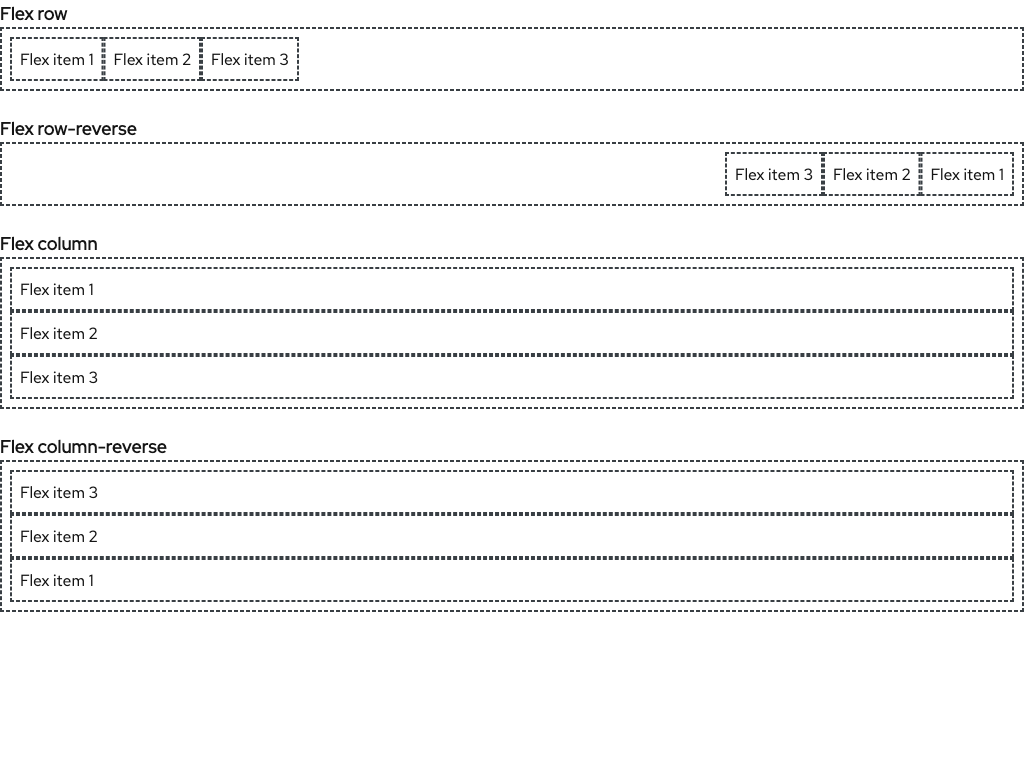 Flex row
Flex item 1 Flex item 2 Flex item 3
Flex row-reverse
Flex item 3 Flex item 2 Flex item 1
Flex column
Flex item 1
Flex item 2
Flex item 3
Flex column-reverse
Flex item 3
Flex item 2
Flex item 1